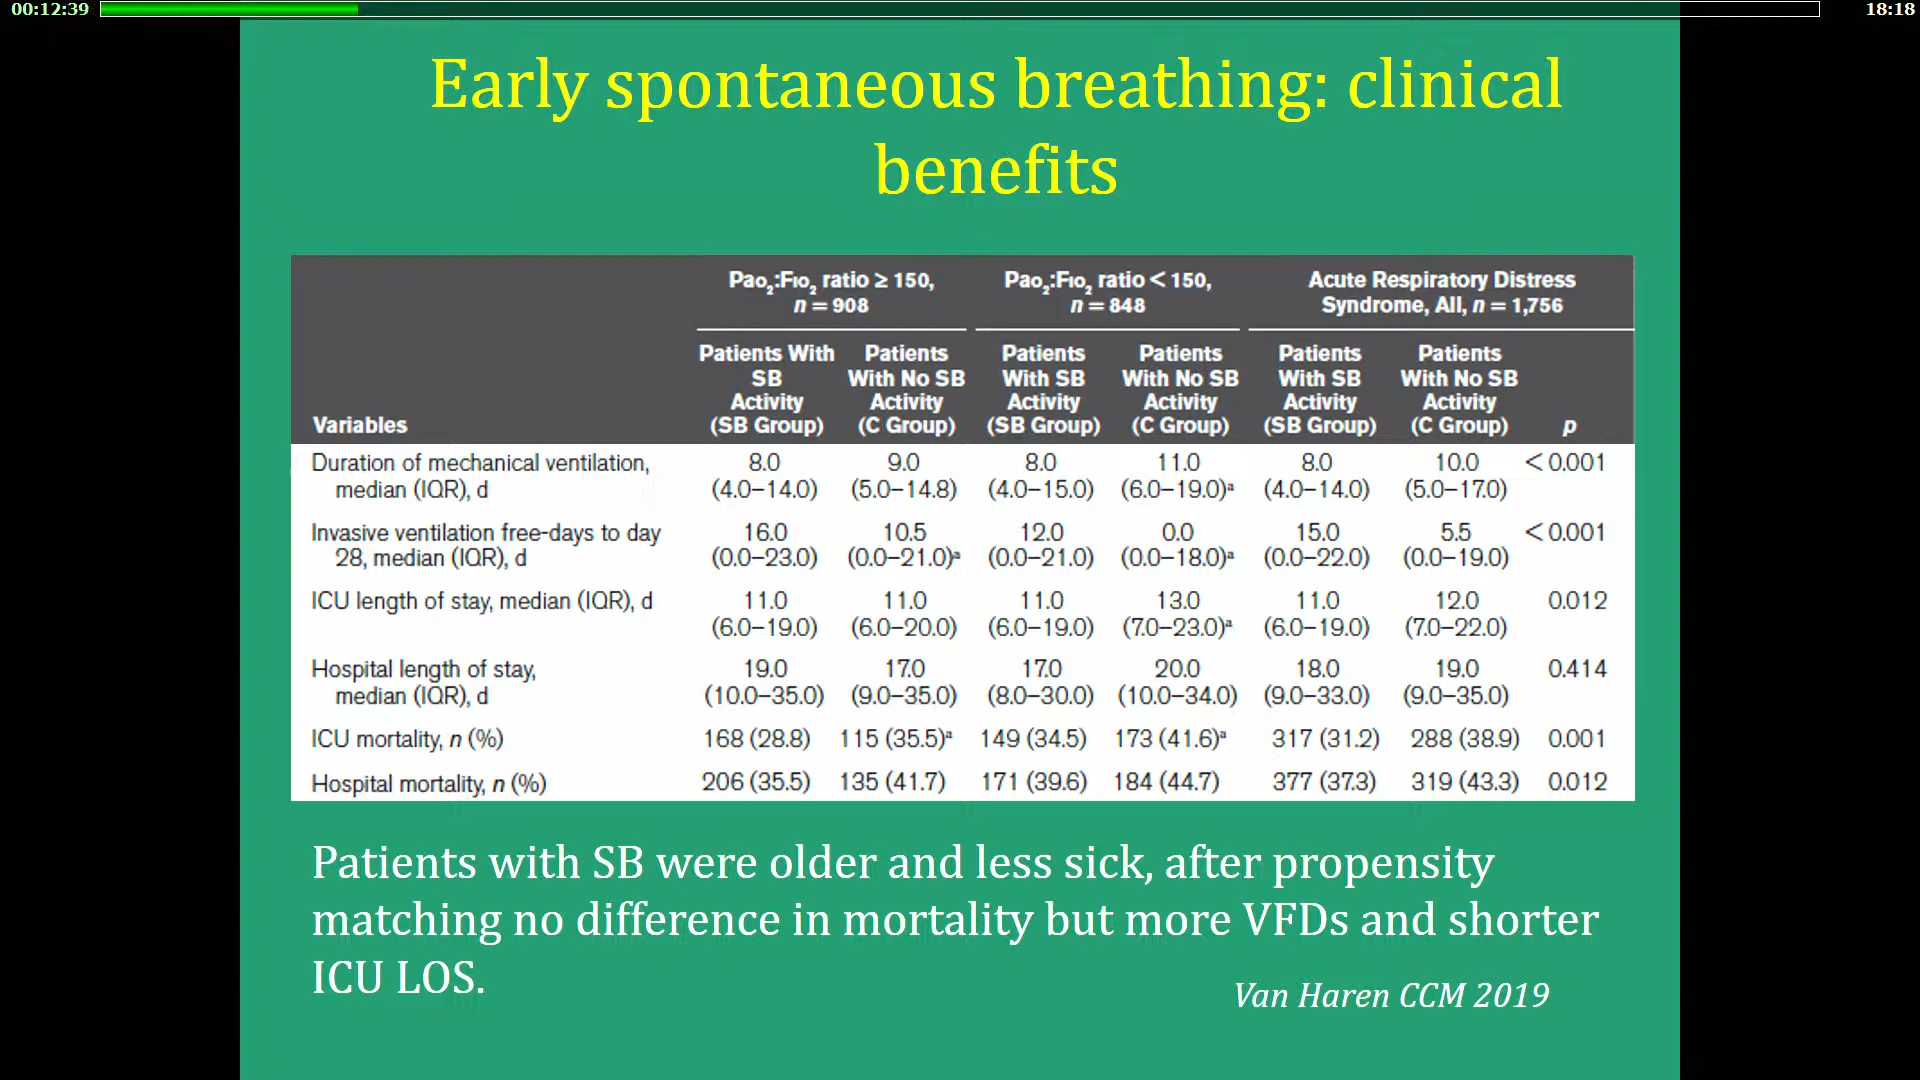 00:12:39
18:18
Early spontaneous breathing: clinical
benefits
Pao2:Fio2 ratio ≥ 150, n = 908
Pao2:Fio2 ratio < 150, n = 848
Acute Respiratory Distress Syndrome, All, n = 1,756
Variables
Patients With SB Activity (SB Group)
Patients With No SB Activity (C Group)
Patients With SB Activity (SB Group)
Patients With No SB Activity (C Group)
Patients With SB Activity (SB Group)
Patients With No SB Activity (C Group)
p
Duration of mechanical ventilation, 8.0 9.0 8.0 11.0 8.0 10.0 < 0.001
median (IQR), d (4.0–14.0) (5.0–14.8) (4.0–15.0) (6.0–19.0)a (4.0–14.0) (5.0–17.0)
Invasive ventilation free-days to day 16.0 10.5 12.0 0.0 15.0 5.5 < 0.001
28, median (IQR), d (0.0–23.0) (0.0–21.0)a (0.0–21.0) (0.0–18.0)a (0.0–22.0) (0.0–19.0)
ICU length of stay, median (IQR), d 11.0 11.0 11.0 13.0 11.0 12.0 0.012
(6.0–19.0) (6.0–20.0) (6.0–19.0) (7.0–23.0)a (6.0–19.0) (7.0–22.0)
Hospital length of stay, 19.0 17.0 17.0 20.0 18.0 19.0 0.414
median (IQR), d (10.0–35.0) (9.0–35.0) (8.0–30.0) (10.0–34.0) (9.0–33.0) (9.0–35.0)
ICU mortality, n (%) 168 (28.8) 115 (35.5)a 149 (34.5) 173 (41.6)a 317 (31.2) 288 (38.9) 0.001
Hospital mortality, n (%) 206 (35.5) 135 (41.7) 171 (39.6) 184 (44.7) 377 (37.3) 319 (43.3) 0.012
Patients with SB were older and less sick, after propensity
matching no difference in mortality but more VFDs and shorter
ICU LOS.
Van Haren CCM 2019